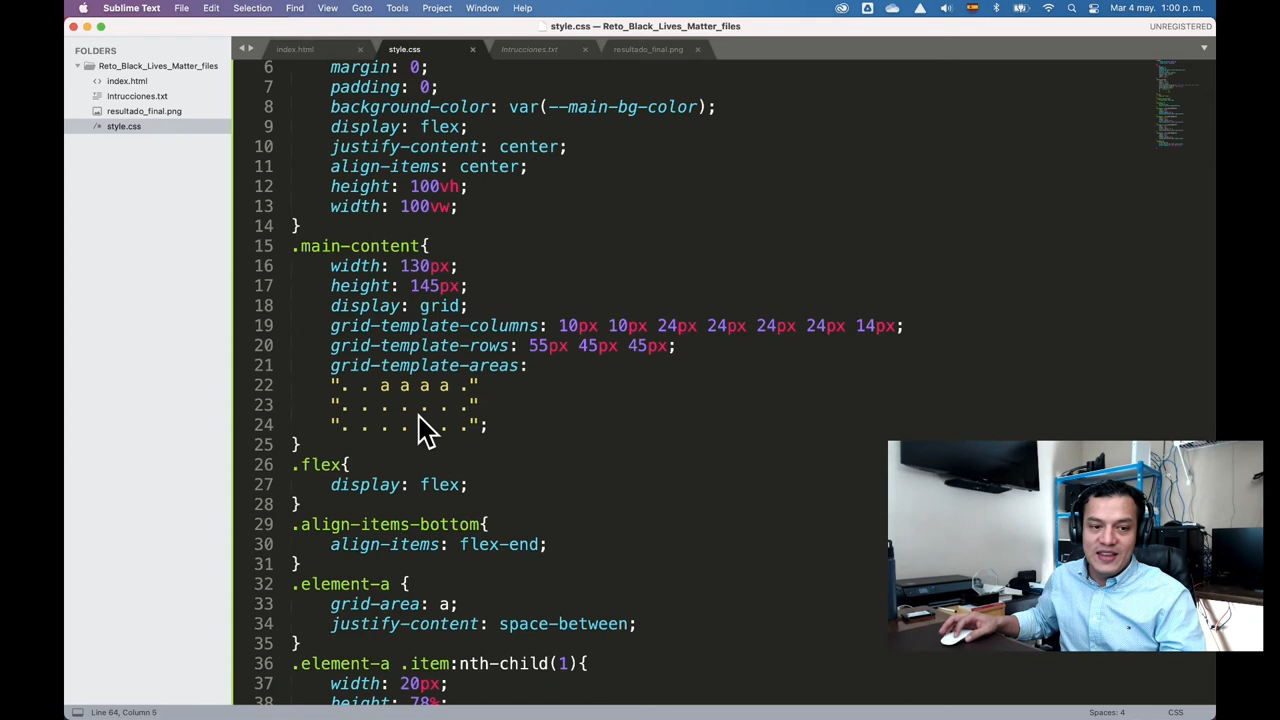 Sublime Text File Edit Selection Find View Goto Tools Project Window Help Mar 4 may. 1:00 p. m.
style.css — Reto_Black_Lives_Matter_files UNREGISTERED
FOLDERS
Reto_Black_Lives_Matter_files
index.html
Intrucciones.txt
resultado_final.png
style.css
index.html style.css Intrucciones.txt resultado_final.png
6 margin: 0;
7 padding: 0;
8 background-color: var(--main-bg-color);
9 display: flex;
10 justify-content: center;
11 align-items: center;
12 height: 100vh;
13 width: 100vw;
14 }
15 .main-content{
16 width: 130px;
17 height: 145px;
18 display: grid;
19 grid-template-columns: 10px 10px 24px 24px 24px 24px 14px;
20 grid-template-rows: 55px 45px 45px;
21 grid-template-areas:
22 ". . a a a a ."
23 ". . . . . . ."
24 ". . . . . . .";
25 }
26 .flex{
27 display: flex;
28 }
29 .align-items-bottom{
30 align-items: flex-end;
31 }
32 .element-a {
33 grid-area: a;
34 justify-content: space-between;
35 }
36 .element-a .item:nth-child(1){
37 width: 20px;
38 height: 78%;
Line 64, Column 5 Spaces: 4 CSS